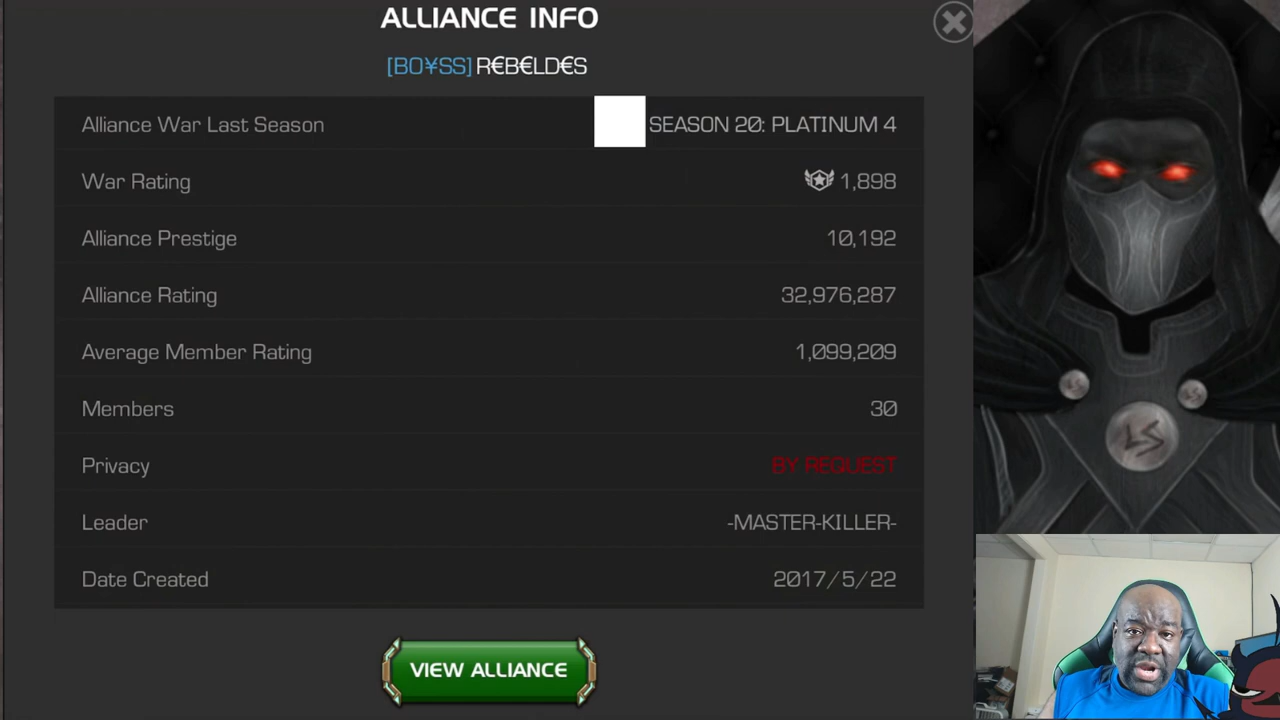 ALLIANCE INFO
[BO¥SS] R€B€LD€S
Alliance War Last Season SEASON 20: PLATINUM 4
War Rating 1,898
Alliance Prestige 10,192
Alliance Rating 32,976,287
Average Member Rating 1,099,209
Members 30
Privacy BY REQUEST
Leader -MASTER-KILLER-
Date Created 2017/5/22
VIEW ALLIANCE
LS